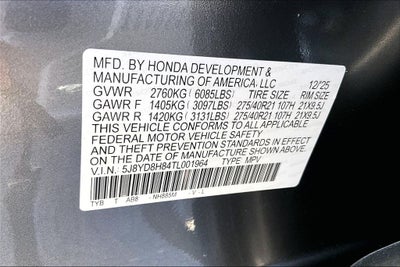 MFD. BY HONDA DEVELOPMENT &
MANUFACTURING OF AMERICA, LLC 12/25
GVWR 2760KG (6085LBS) TIRE SIZE RIM SIZE
GAWR F 1405KG (3097LBS) 275/40R21 107H 21X9.5J
GAWR R 1420KG (3131LBS) 275/40R21 107H 21X9.5J
THIS VEHICLE CONFORMS TO ALL APPLICABLE
FEDERAL MOTOR VEHICLE SAFETY
AND THEFT PREVENTION STANDARDS IN EFFECT
ON THE DATE OF MANUFACTURE SHOWN ABOVE.
V.I.N. 5J8YD8H84TL001964 TYPE MPV
TYB T AB8 - NH885M - V - L